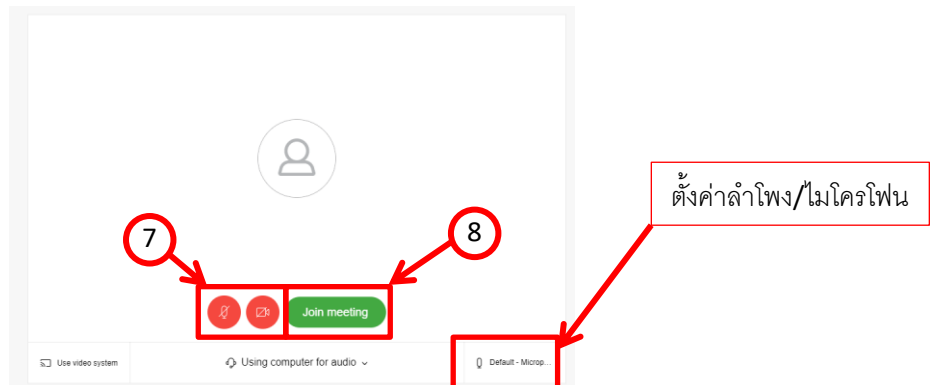 ตั้งค่าลำโพง/ไมโครโฟน
7
8
Join meeting
Use video system
Using computer for audio
Default - Microp...